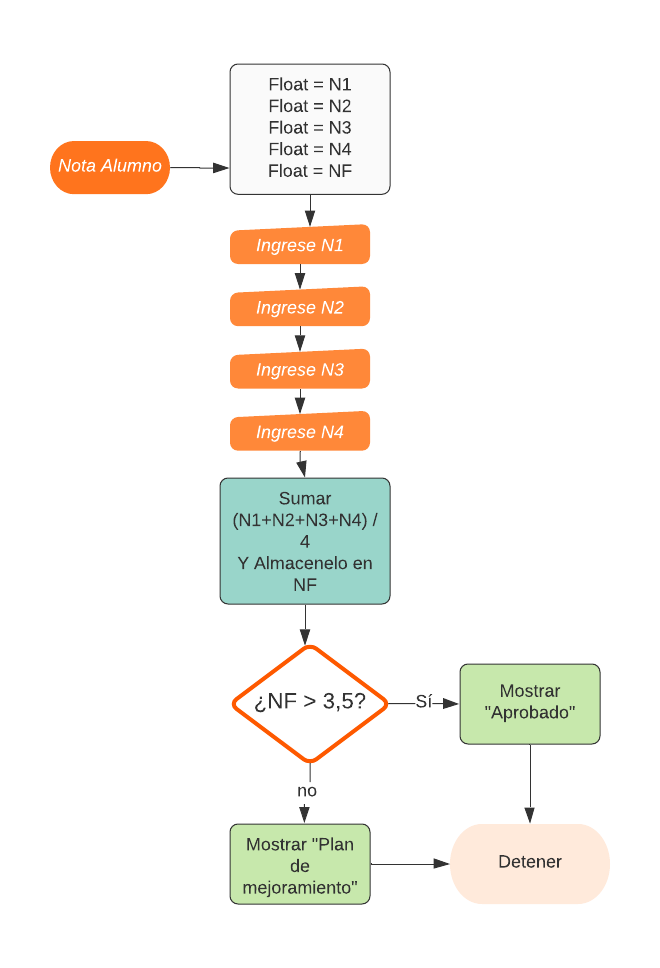 Float = N1
Float = N2
Float = N3
Float = N4
Float = NF
Nota Alumno
Ingrese N1
Ingrese N2
Ingrese N3
Ingrese N4
Sumar
(N1+N2+N3+N4) /
4
Y Almacenelo en
NF
¿NF > 3,5?
Sí
Mostrar
"Aprobado"
no
Mostrar "Plan
de
mejoramiento"
Detener